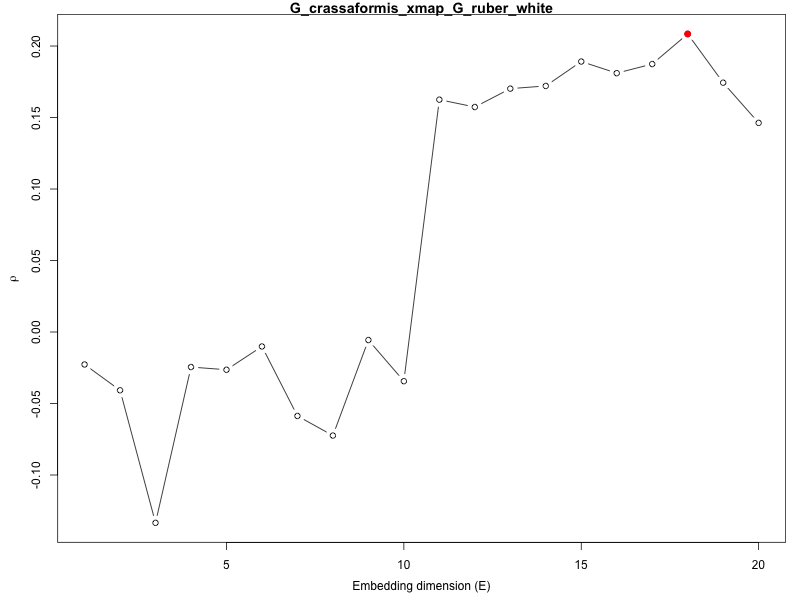 G_crassaformis_xmap_G_ruber_white
0.20
0.15
0.10
0.05
0.00
-0.05
-0.10
ρ
5 10 15 20
Embedding dimension (E)